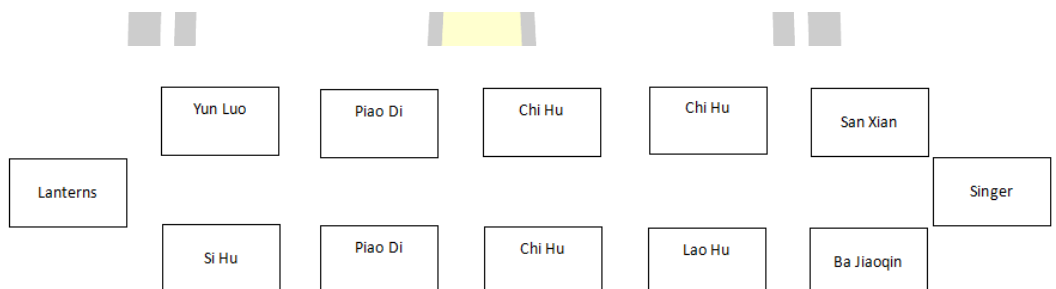 Yun Luo
Piao Di
Chi Hu
Chi Hu
San Xian
Lanterns
Singer
Si Hu
Piao Di
Chi Hu
Lao Hu
Ba Jiaoqin